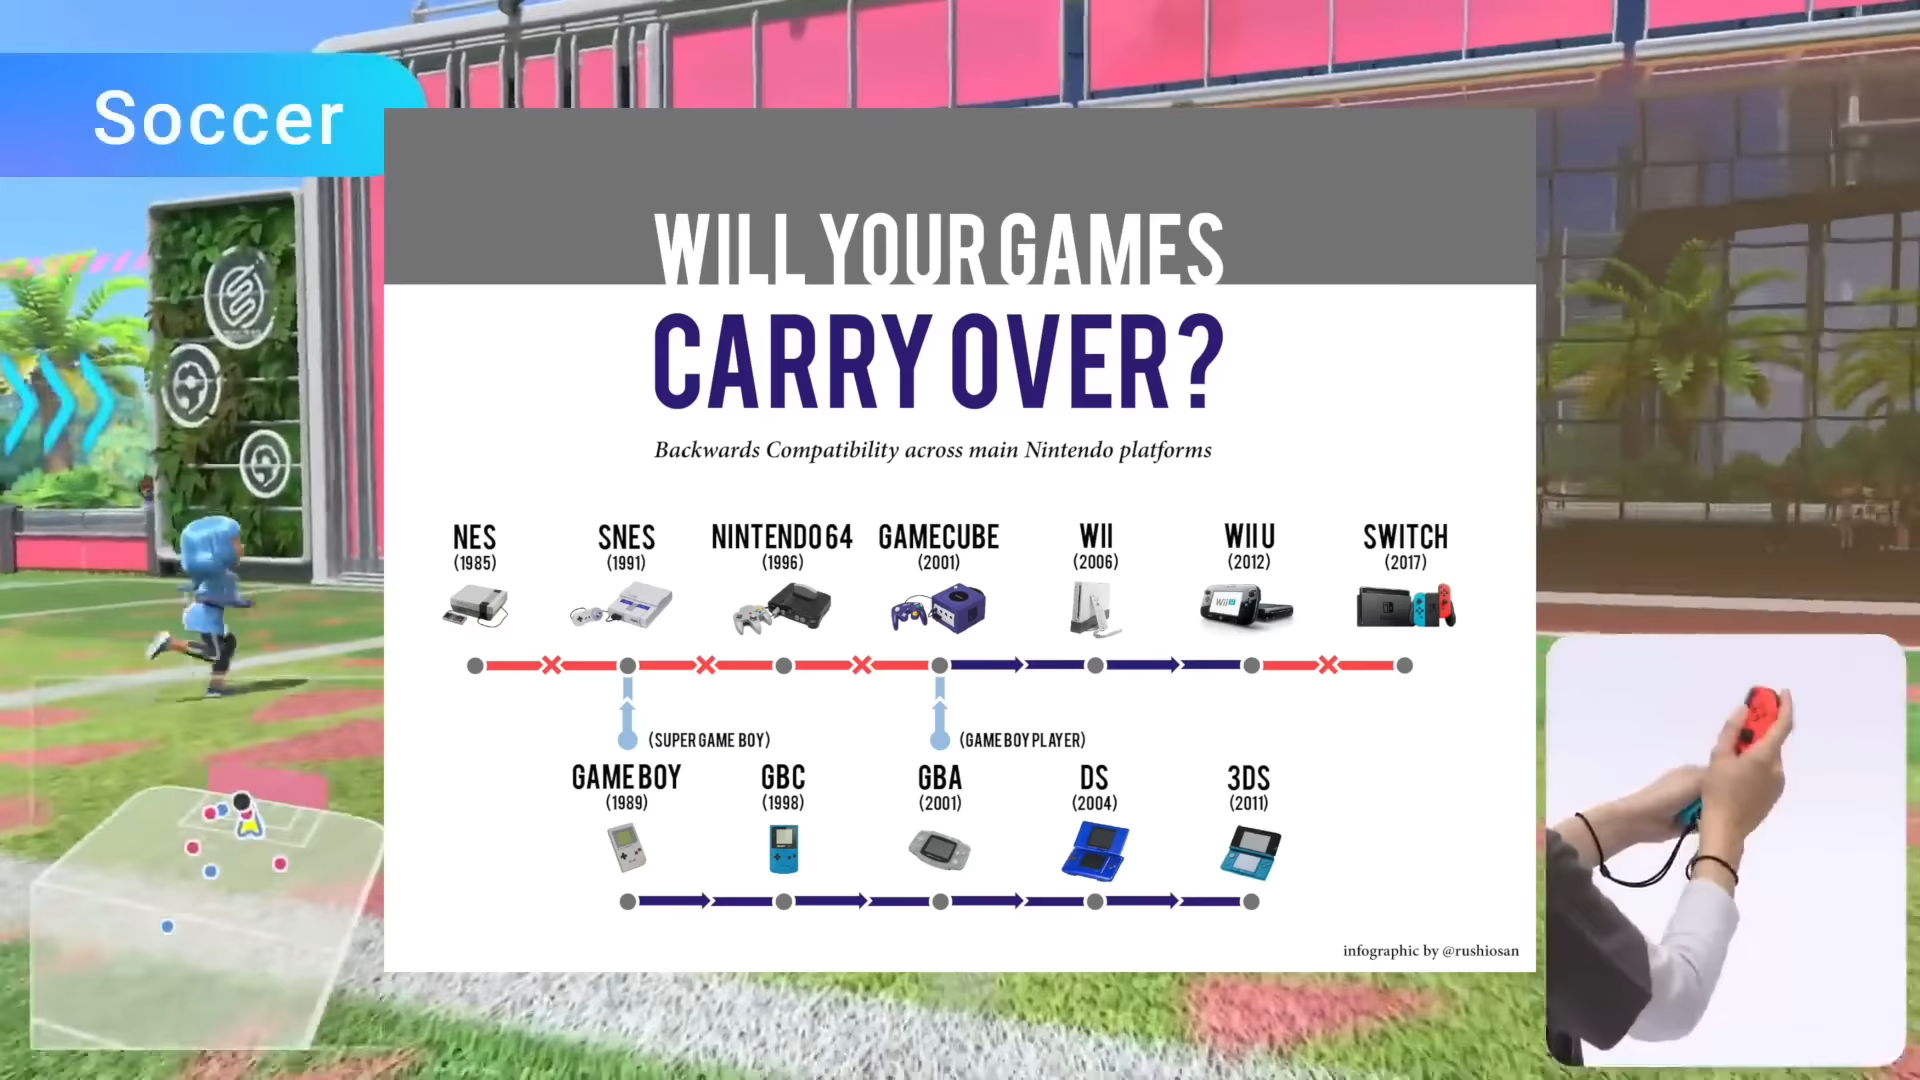 Soccer
WILL YOUR GAMES
CARRY OVER?
Backwards Compatibility across main Nintendo platforms
NES
(1985)
SNES
(1991)
NINTENDO 64
(1996)
GAMECUBE
(2001)
WII
(2006)
WII U
(2012)
SWITCH
(2017)
Wii U
(SUPER GAME BOY)
(GAME BOY PLAYER)
GAME BOY
(1989)
GBC
(1998)
GBA
(2001)
DS
(2004)
3DS
(2011)
infographic by @rushiosan